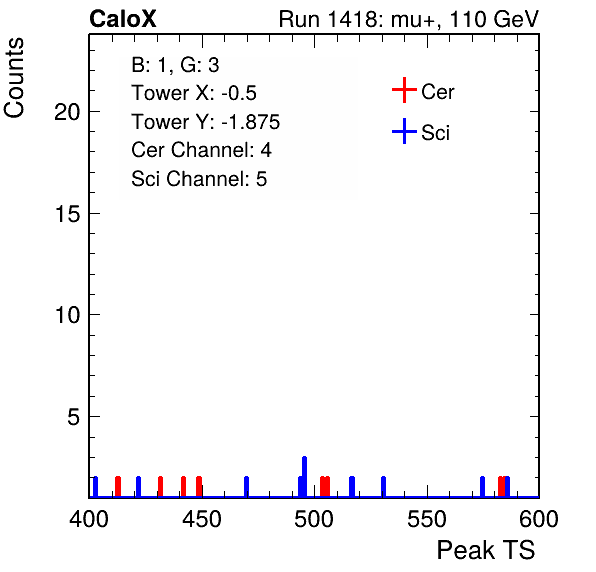 CaloX Run 1418: mu+, 110 GeV
Counts
B: 1, G: 3
Tower X: -0.5
Tower Y: -1.875
Cer Channel: 4
Sci Channel: 5
Cer
Sci
20
15
10
5
400 450 500 550 600
Peak TS